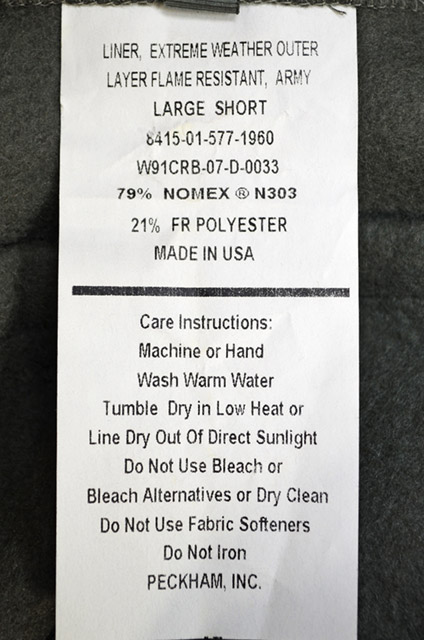 LINER, EXTREME WEATHER OUTER
LAYER FLAME RESISTANT, ARMY
LARGE SHORT
8415-01-577-1960
W91CRB-07-D-0033
79% NOMEX ® N303
21% FR POLYESTER
MADE IN USA
Care Instructions:
Machine or Hand
Wash Warm Water
Tumble Dry in Low Heat or
Line Dry Out Of Direct Sunlight
Do Not Use Bleach or
Bleach Alternatives or Dry Clean
Do Not Use Fabric Softeners
Do Not Iron
PECKHAM, INC.